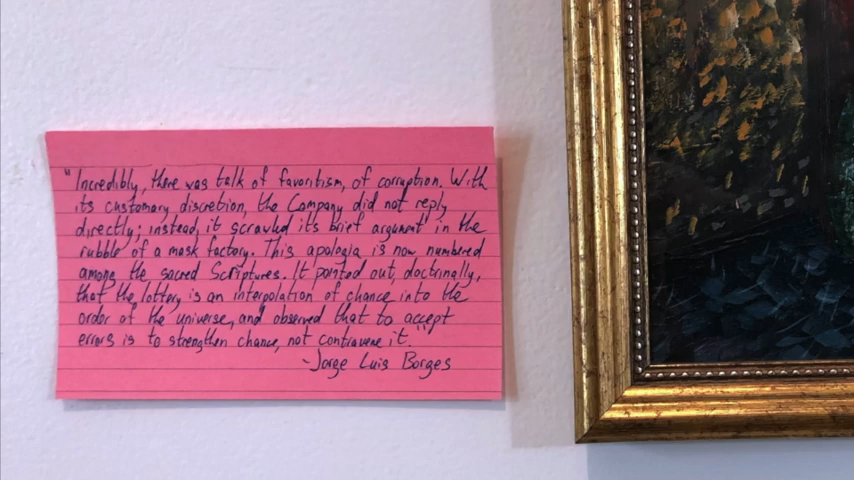 "Incredibly, there was talk of favoritism, of corruption. With
its customary discretion, the Company did not reply
directly; instead, it scrawled its brief argument in the
rubble of a mask factory. This apologia is now numbered
among the sacred Scriptures. It pointed out, doctrinally,
that the lottery is an interpolation of chance into the
order of the universe, and observed that to accept
errors is to strengthen chance, not contravene it."
-Jorge Luis Borges